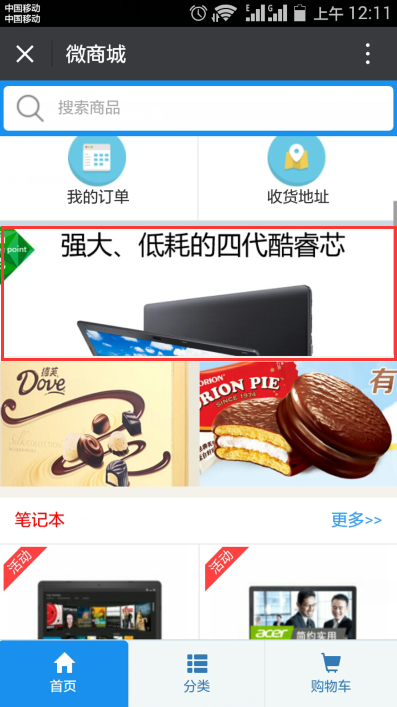 中国移动
中国移动
上午 12:11
微商城
搜索商品
我的订单
收货地址
point
强大、低耗的四代酷睿芯
德芙
Dove
ORION
ORION PIE
SINCE 1974
有
笔记本
更多>>
活动
活动
acer
简约实用
首页
分类
购物车